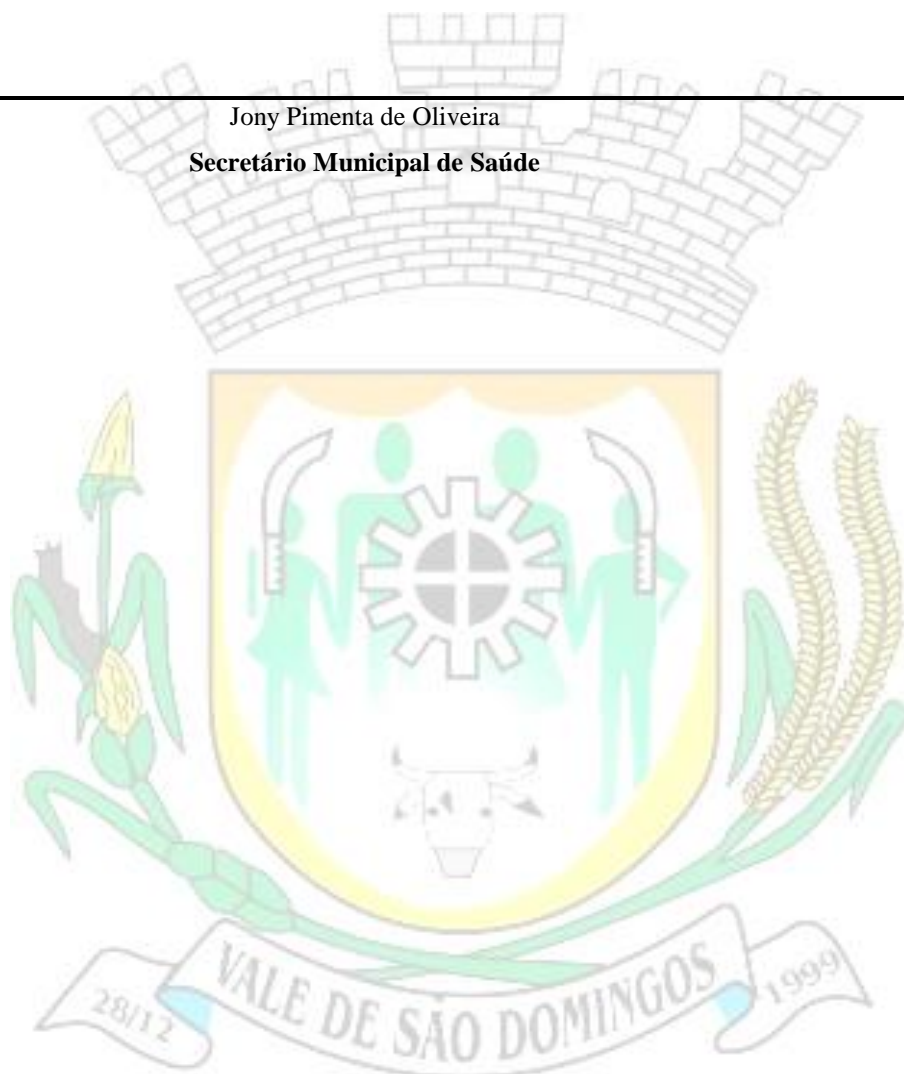 Jony Pimenta de Oliveira
Secretário Municipal de Saúde
28/12
VALE DE SÃO DOMINGOS
1999